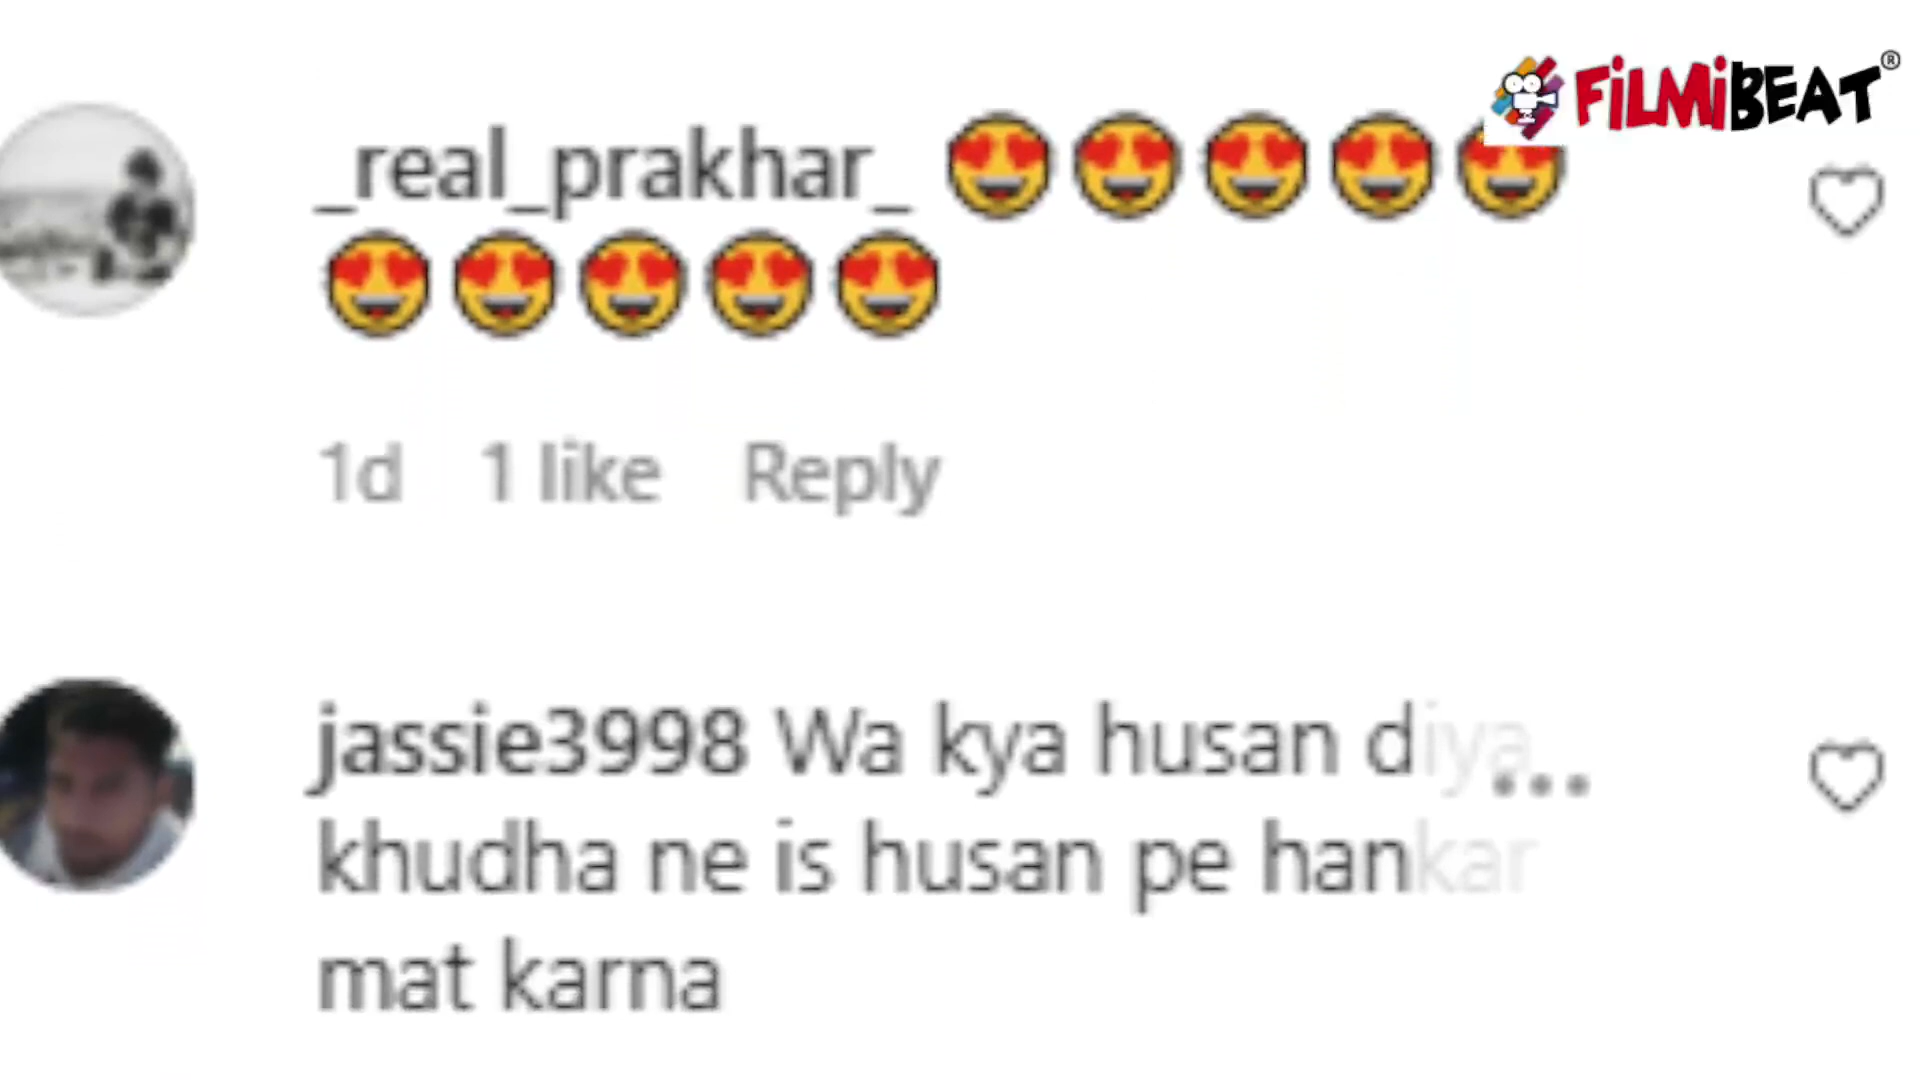 FiLMiBEAT®
_real_prakhar_ 😍😍😍😍😍
😍😍😍😍😍
1d 1 like Reply
jassie3998 Wa kya husan diya
khudha ne is husan pe hankar
mat karna